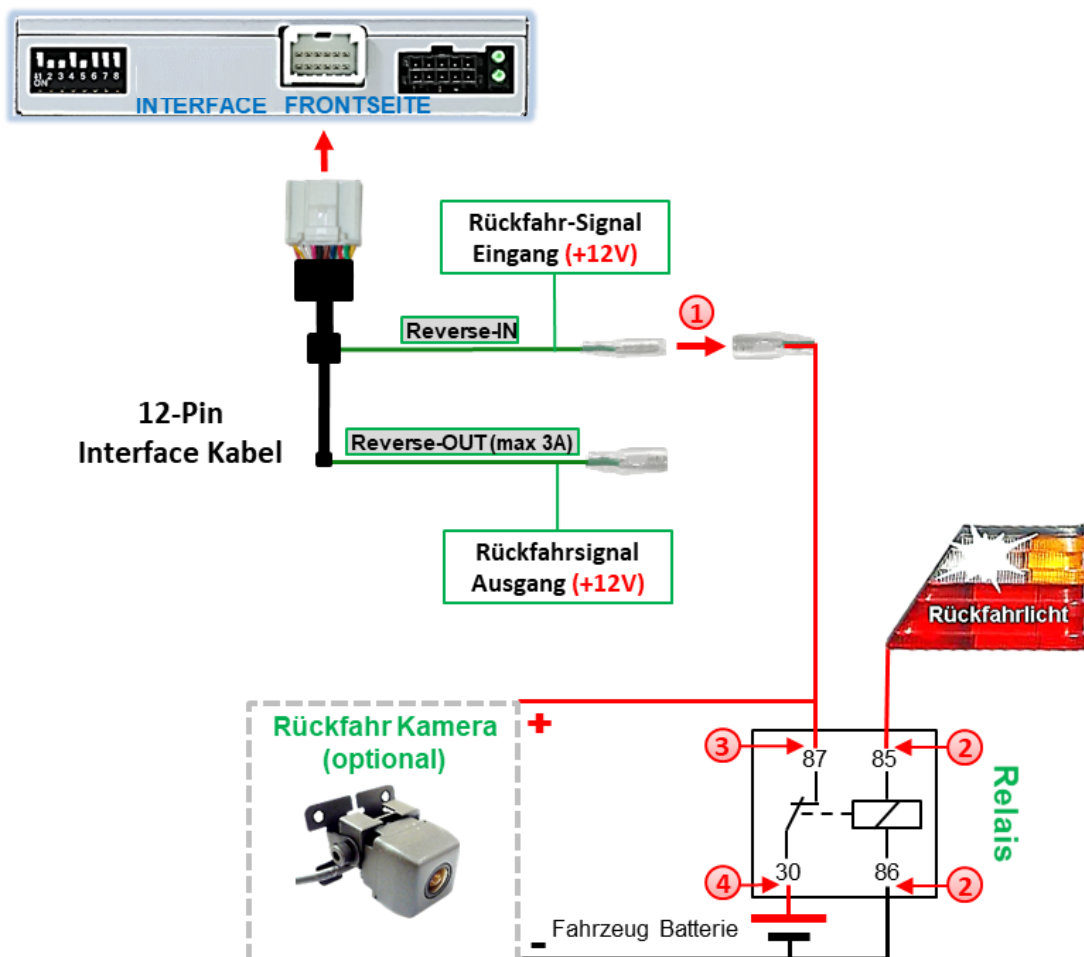 1 2 3 4 5 6 7 8
ON
INTERFACE FRONTSEITE
Rückfahr-Signal
Eingang (+12V)
Reverse-IN
1
12-Pin
Interface Kabel
Reverse-OUT(max 3A)
Rückfahrsignal
Ausgang (+12V)
Rückfahrlicht
Rückfahr Kamera
(optional)
+
3
87
85
2
Relais
30
86
4
2
- Fahrzeug Batterie